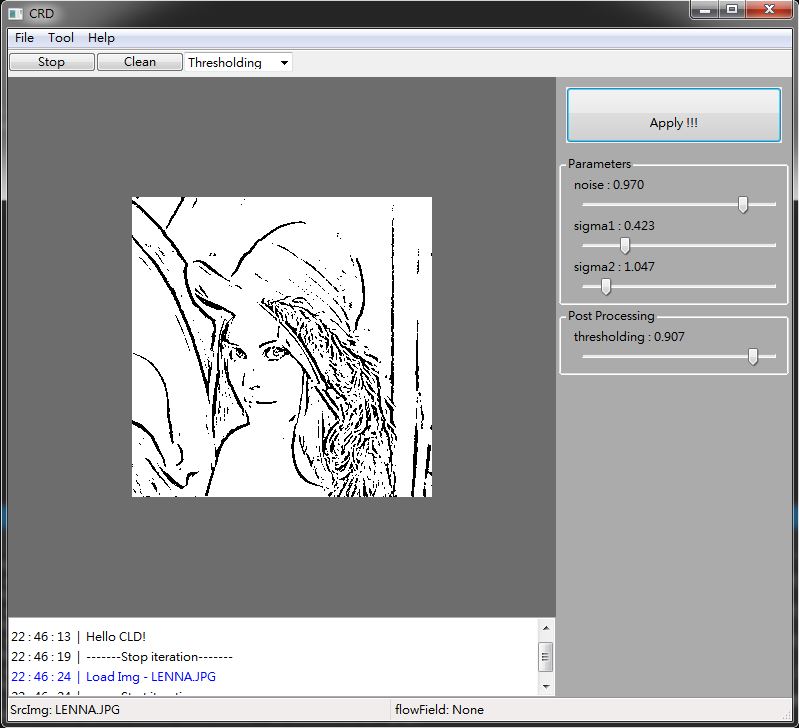 CRD
File Tool Help
Stop Clean Thresholding
Apply !!!
Parameters
noise : 0.970
sigma1 : 0.423
sigma2 : 1.047
Post Processing
thresholding : 0.907
22 : 46 : 13 | Hello CLD!
22 : 46 : 19 | -------Stop iteration-------
22 : 46 : 24 | Load Img - LENNA.JPG
SrcImg: LENNA.JPG flowField: None